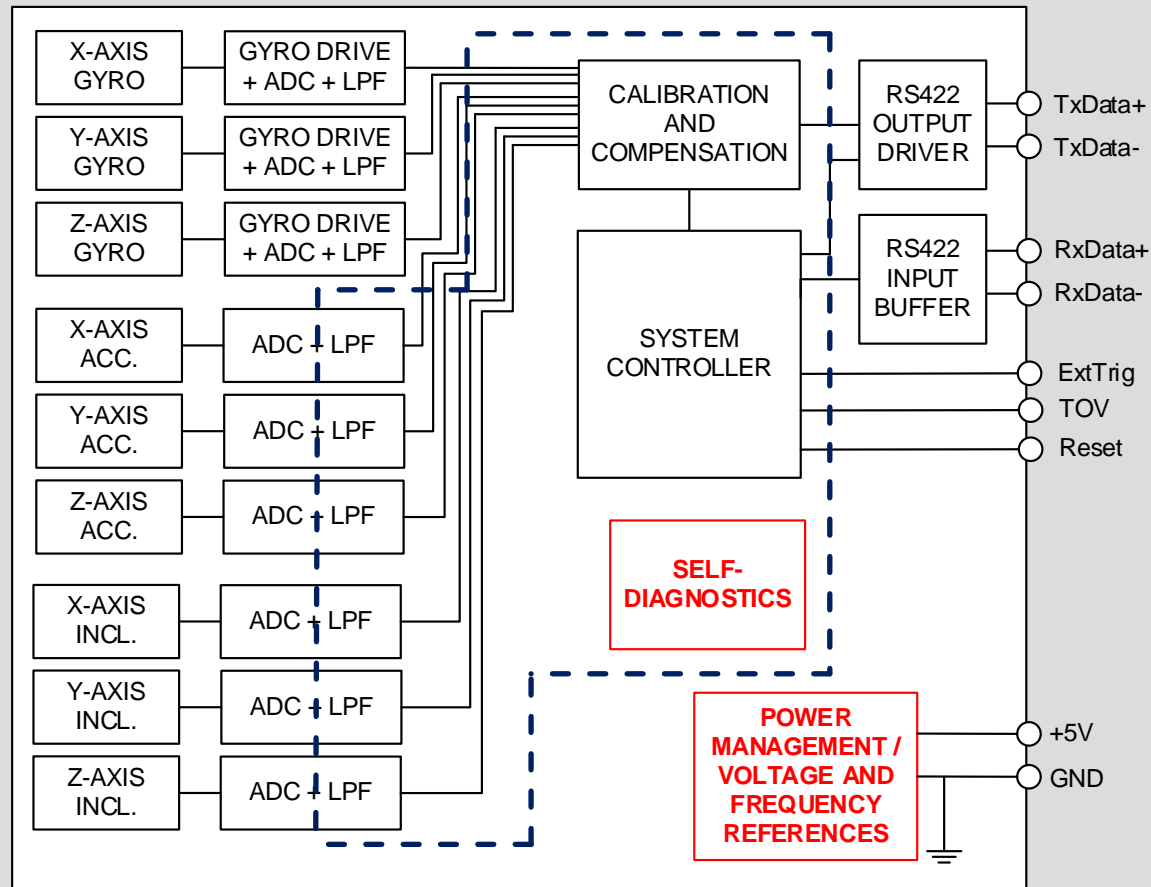 X-AXIS
GYRO
GYRO DRIVE
+ ADC + LPF
Y-AXIS
GYRO
GYRO DRIVE
+ ADC + LPF
Z-AXIS
GYRO
GYRO DRIVE
+ ADC + LPF
X-AXIS
ACC.
ADC + LPF
Y-AXIS
ACC.
ADC + LPF
Z-AXIS
ACC.
ADC + LPF
X-AXIS
INCL.
ADC + LPF
Y-AXIS
INCL.
ADC + LPF
Z-AXIS
INCL.
ADC + LPF
CALIBRATION
AND
COMPENSATION
SYSTEM
CONTROLLER
SELF-
DIAGNOSTICS
POWER
MANAGEMENT /
VOLTAGE AND
FREQUENCY
REFERENCES
RS422
OUTPUT
DRIVER
RS422
INPUT
BUFFER
TxData+
TxData-
RxData+
RxData-
ExtTrig
TOV
Reset
+5V
GND